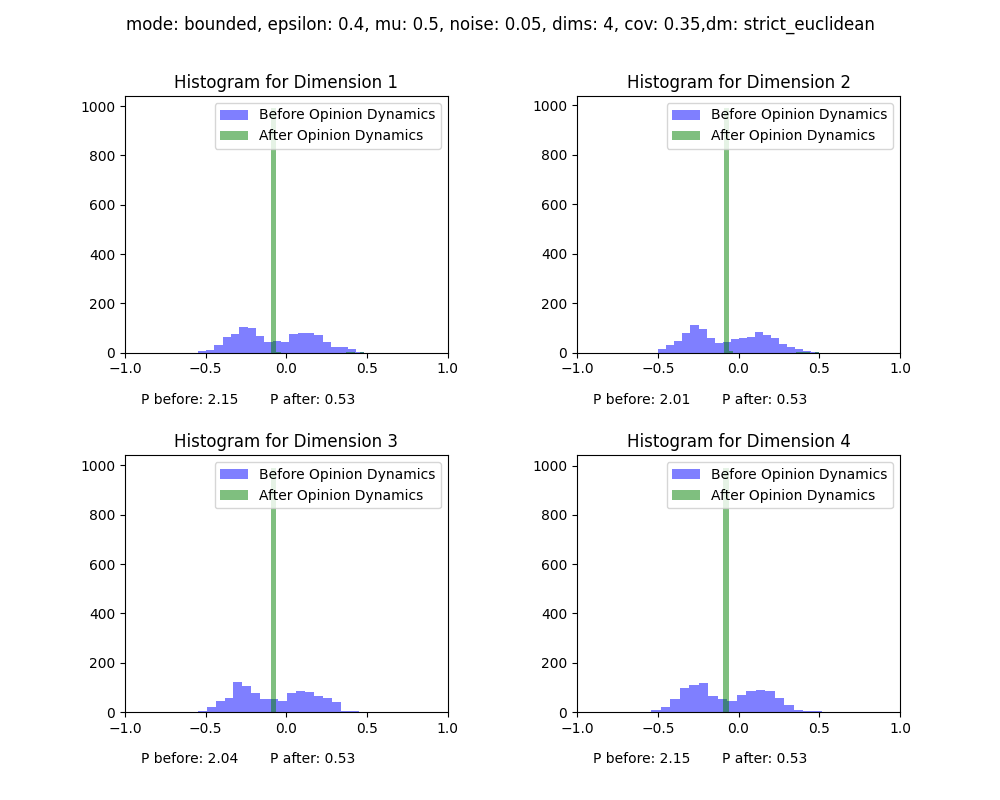 mode: bounded, epsilon: 0.4, mu: 0.5, noise: 0.05, dims: 4, cov: 0.35,dm: strict_euclidean
Histogram for Dimension 1
Before Opinion Dynamics
After Opinion Dynamics
1000
800
600
400
200
0
−1.0 −0.5 0.0 0.5 1.0
P before: 2.15 P after: 0.53
Histogram for Dimension 2
Before Opinion Dynamics
After Opinion Dynamics
1000
800
600
400
200
0
−1.0 −0.5 0.0 0.5 1.0
P before: 2.01 P after: 0.53
Histogram for Dimension 3
Before Opinion Dynamics
After Opinion Dynamics
1000
800
600
400
200
0
−1.0 −0.5 0.0 0.5 1.0
P before: 2.04 P after: 0.53
Histogram for Dimension 4
Before Opinion Dynamics
After Opinion Dynamics
1000
800
600
400
200
0
−1.0 −0.5 0.0 0.5 1.0
P before: 2.15 P after: 0.53